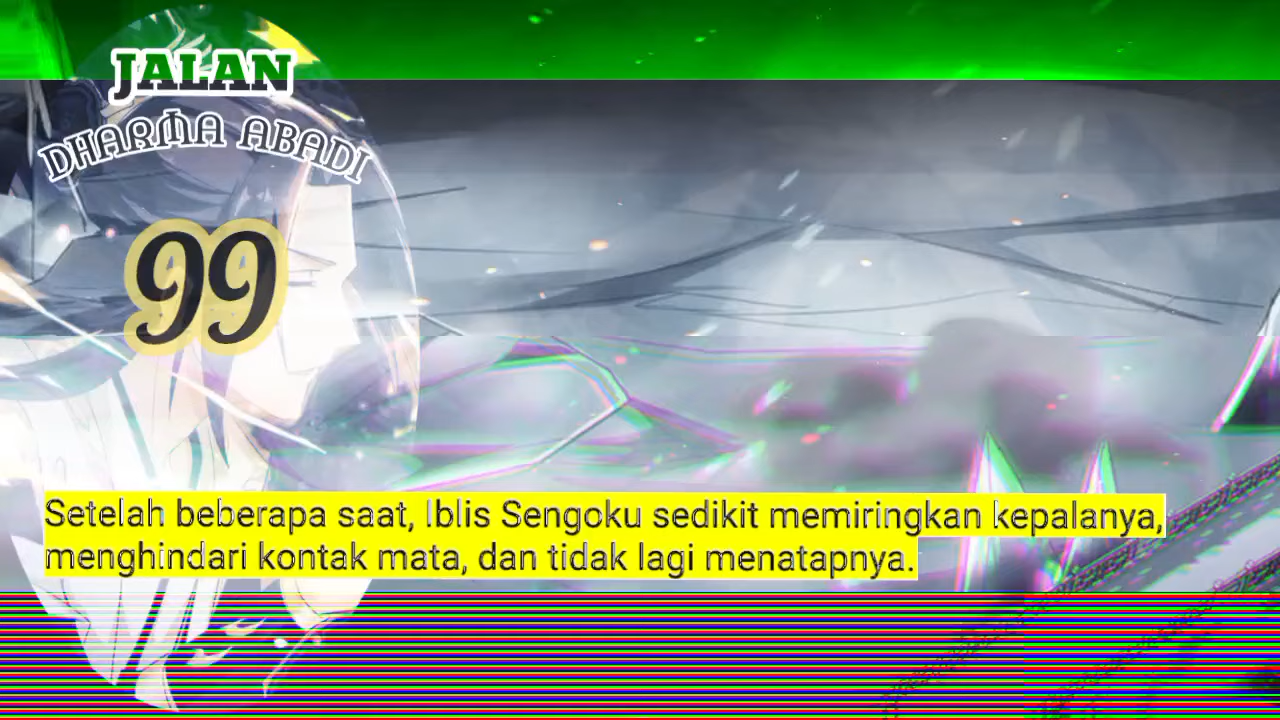 JALAN
DHARMA ABADI
99
Setelah beberapa saat, Iblis Sengoku sedikit memiringkan kepalanya,
menghindari kontak mata, dan tidak lagi menatapnya.